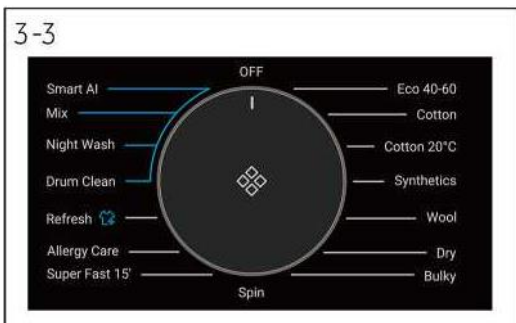 3-3
OFF
Smart AI
Mix
Night Wash
Drum Clean
Refresh
Allergy Care
Super Fast 15'
Spin
Eco 40-60
Cotton
Cotton 20°C
Synthetics
Wool
Dry
Bulky